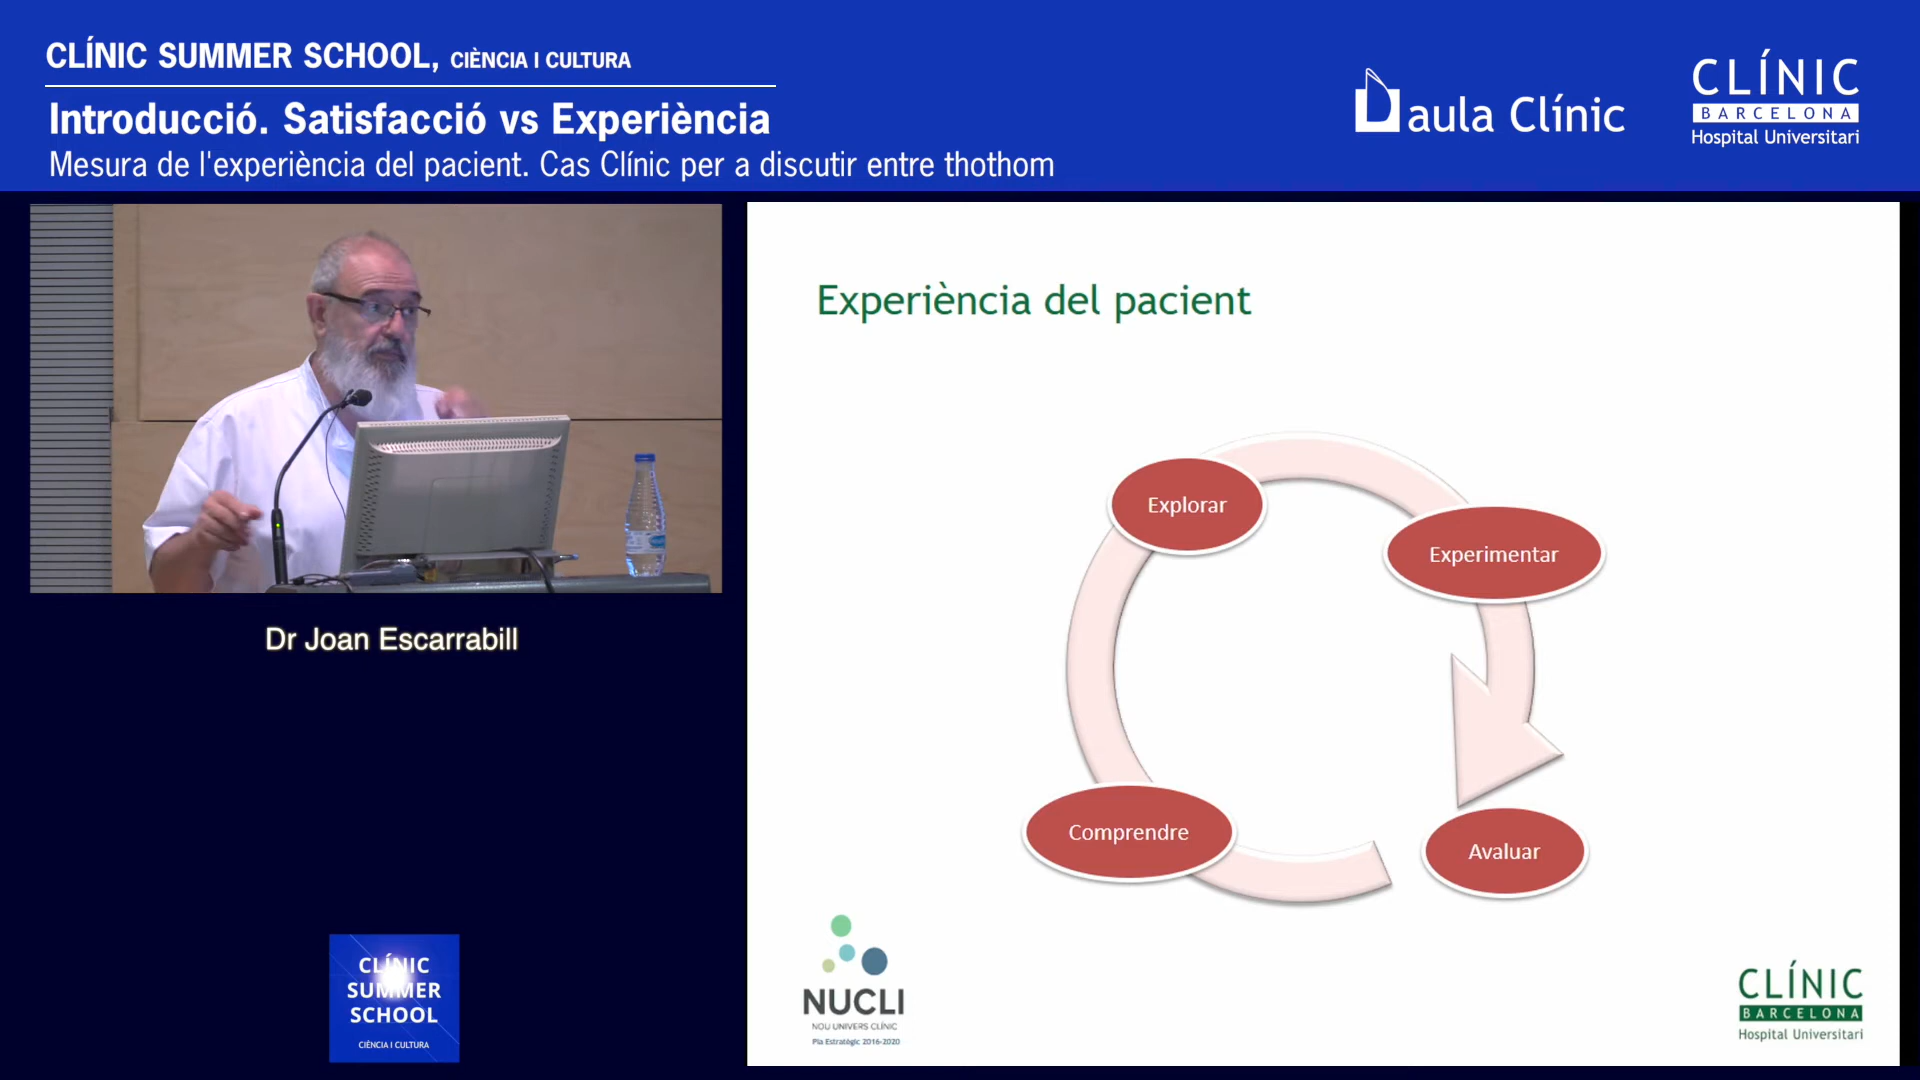 CLÍNIC SUMMER SCHOOL, CIÈNCIA I CULTURA
Introducció. Satisfacció vs Experiència
Mesura de l'experiència del pacient. Cas Clínic per a discutir entre thothom
aula Clínic
CLÍNIC
BARCELONA
Hospital Universitari
Dr Joan Escarrabill
CLÍNIC
SUMMER
SCHOOL
CIÈNCIA I CULTURA
Experiència del pacient
Explorar
Experimentar
Comprendre
Avaluar
NUCLI
NOU UNIVERS CLÍNIC
Pla Estratègic 2016-2020
CLÍNIC
BARCELONA
Hospital Universitari